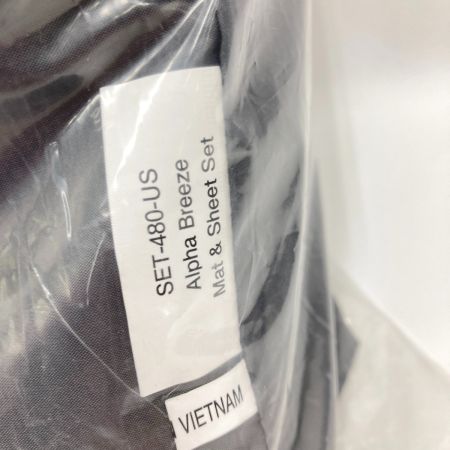 SET-480-US
Alpha Breeze
Mat & Sheet Set
VIETNAM